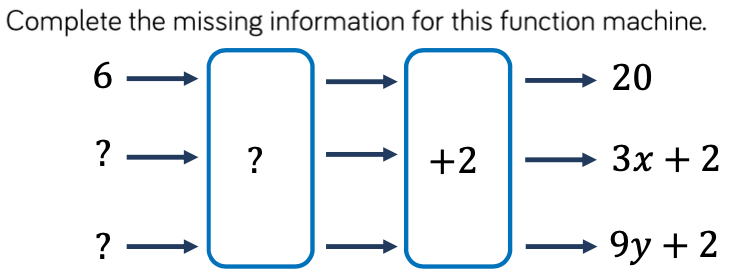 Complete the missing information for this function machine.
6 20
? ? +2 3x + 2
? 9y + 2